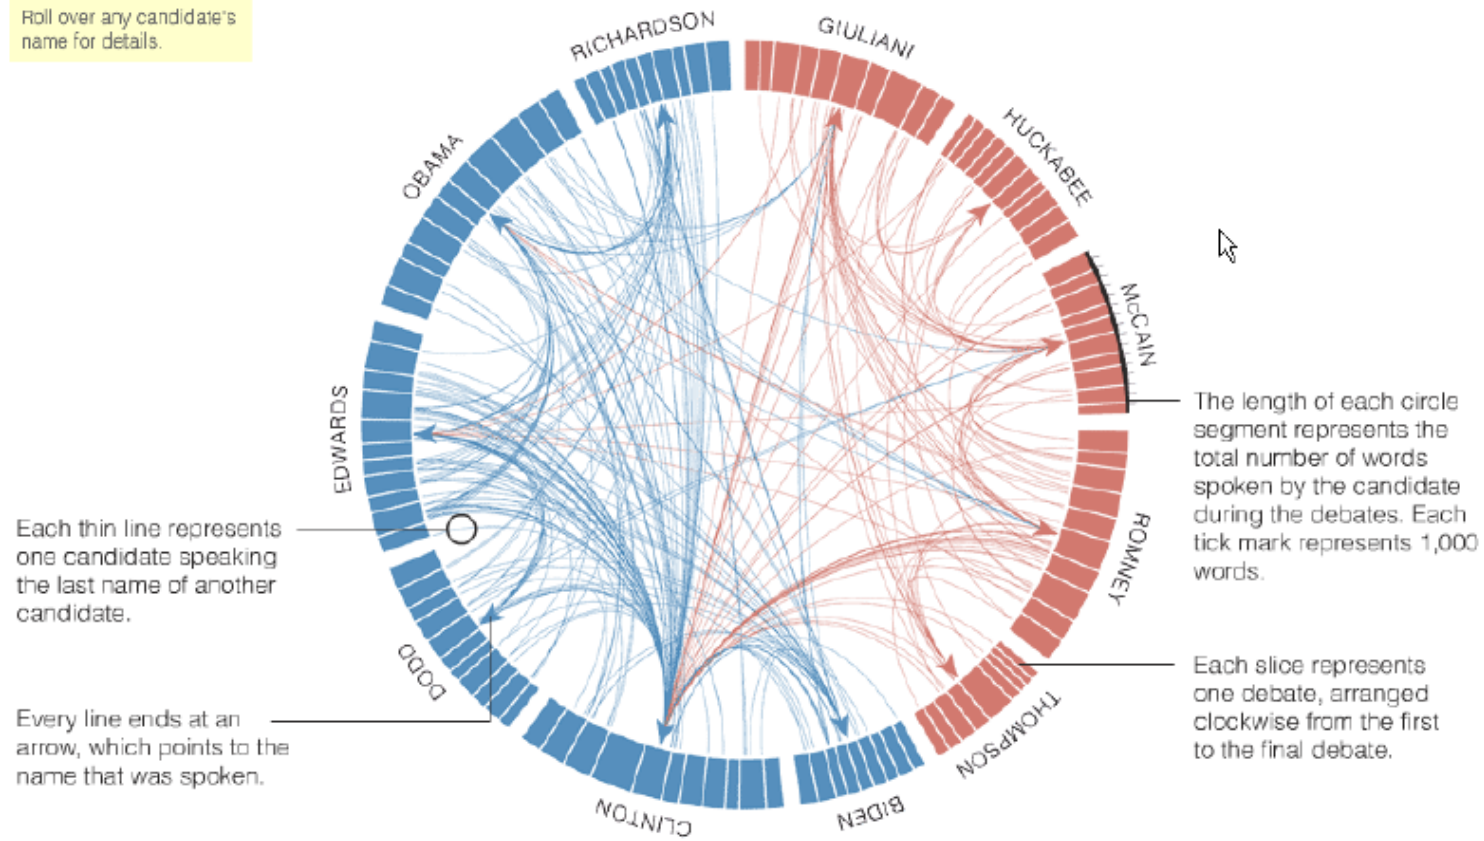 Roll over any candidate's
name for details.
RICHARDSON
GIULIANI
OBAMA
HUCKABEE
McCAIN
EDWARDS
The length of each circle
segment represents the
total number of words
spoken by the candidate
during the debates. Each
tick mark represents 1,000
words.
Each thin line represents
one candidate speaking
the last name of another
candidate.
ROMNEY
DODD
Each slice represents
one debate, arranged
clockwise from the first
to the final debate.
Every line ends at an
arrow, which points to the
name that was spoken.
THOMPSON
CLINTON
BIDEN